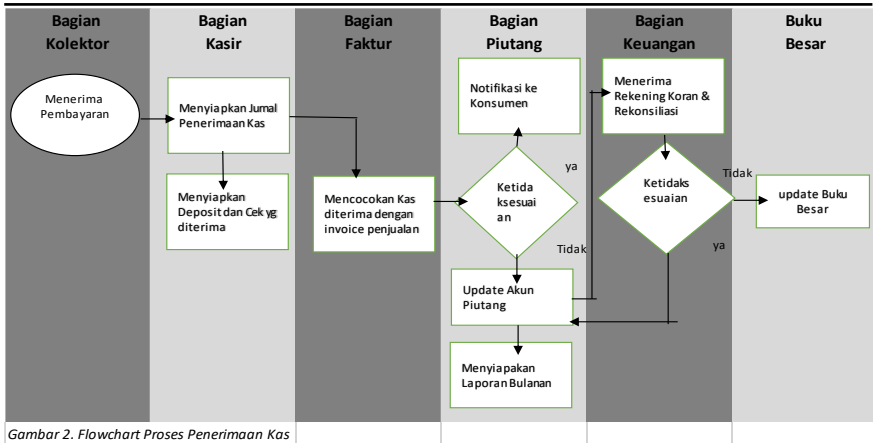 Bagian
Kolektor
Bagian
Kasir
Bagian
Faktur
Bagian
Piutang
Bagian
Keuangan
Buku
Besar
Menerima
Pembayaran
Menyiapkan Jurnal
Penerimaan Kas
Menyiapkan
Deposit dan Cek yg
diterima
Mencocokan Kas
diterima dengan
invoice penjualan
Notifikasi ke
Konsumen
ya
Ketida
ksesuai
an
Tidak
Update Akun
Piutang
Menyiapakan
Laporan Bulanan
Menerima
Rekening Koran &
Rekonsiliasi
Ketidaks
esuaian
Tidak
ya
update Buku
Besar
Gambar 2. Flowchart Proses Penerimaan Kas